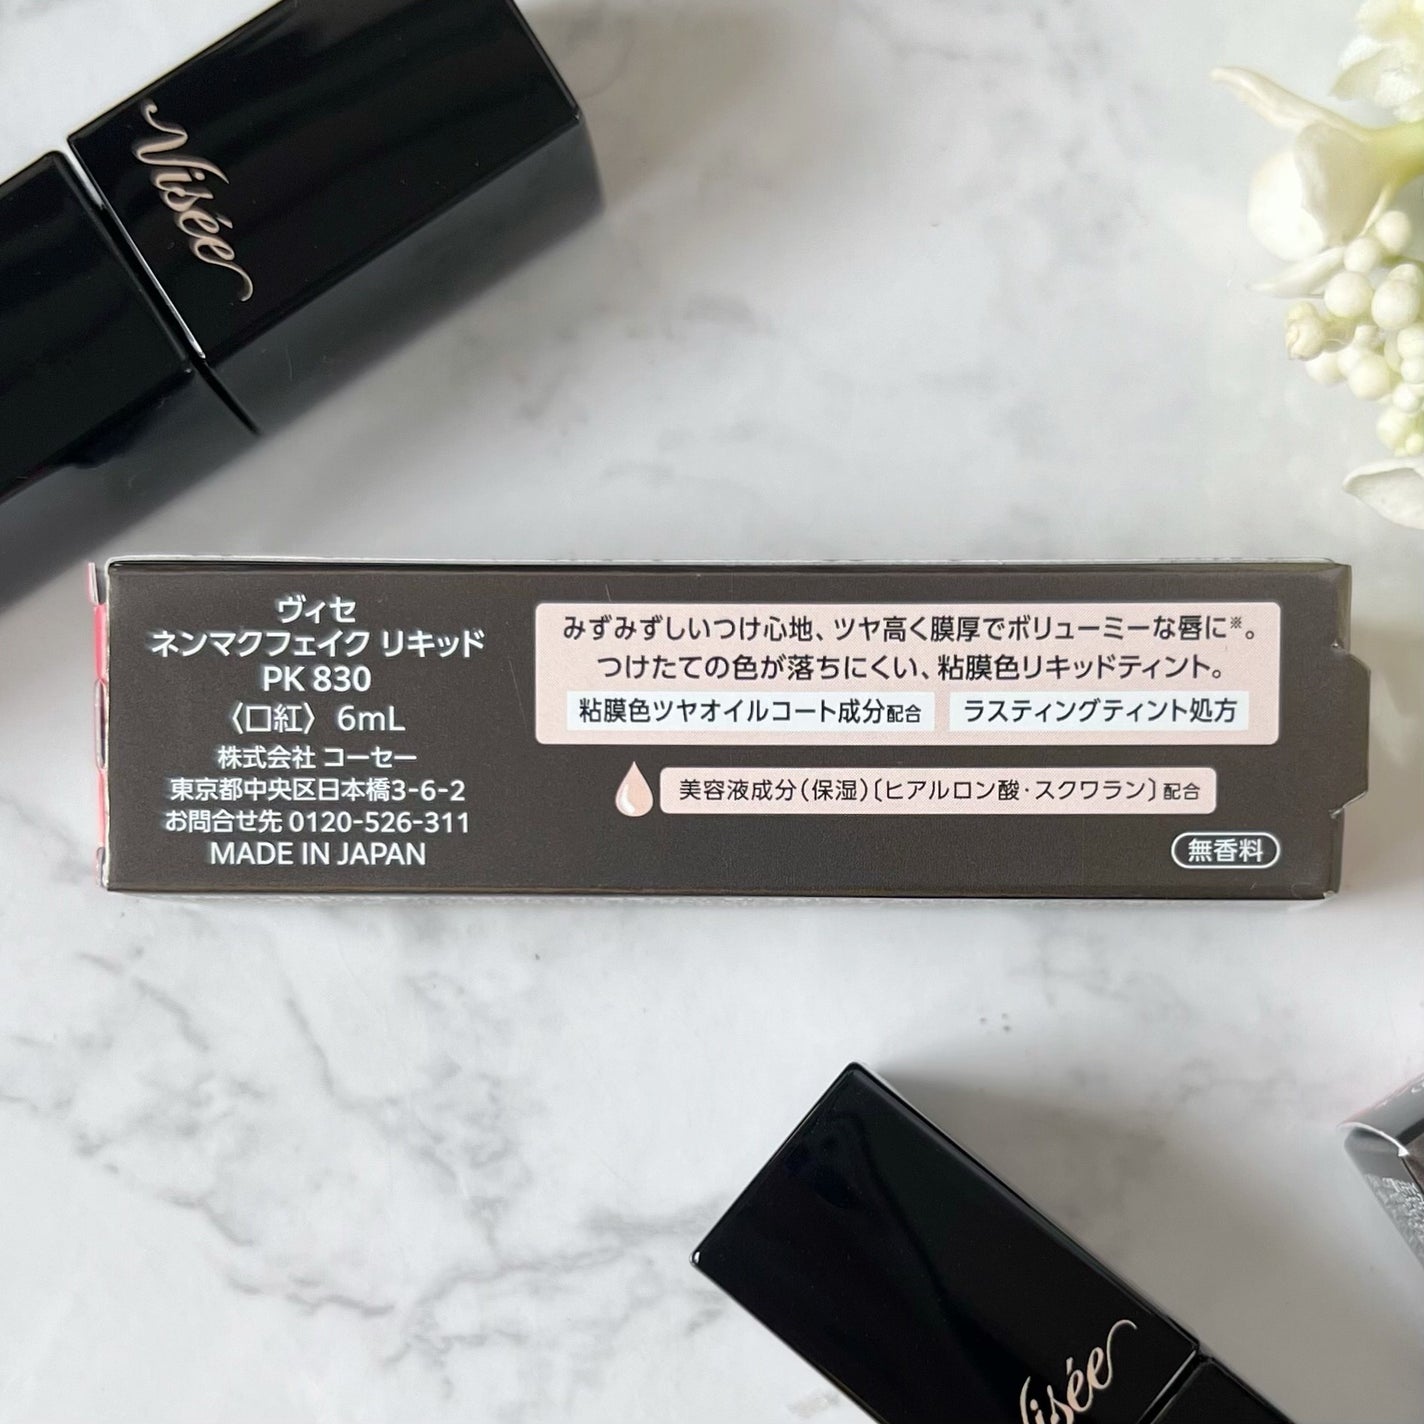 Visée
ヴィセ
ネンマクフェイク リキッド
PK 830
〈口紅〉 6mL
株式会社 コーセー
東京都中央区日本橋3-6-2
お問合せ先 0120-526-311
MADE IN JAPAN
みずみずしいつけ心地、ツヤ高く膜厚でボリューミーな唇に※。
つけたての色が落ちにくい、粘膜色リキッドティント。
粘膜色ツヤオイルコート成分配合 ラスティングティント処方
美容液成分(保湿)〔ヒアルロン酸・スクワラン〕配合
無香料
Visée